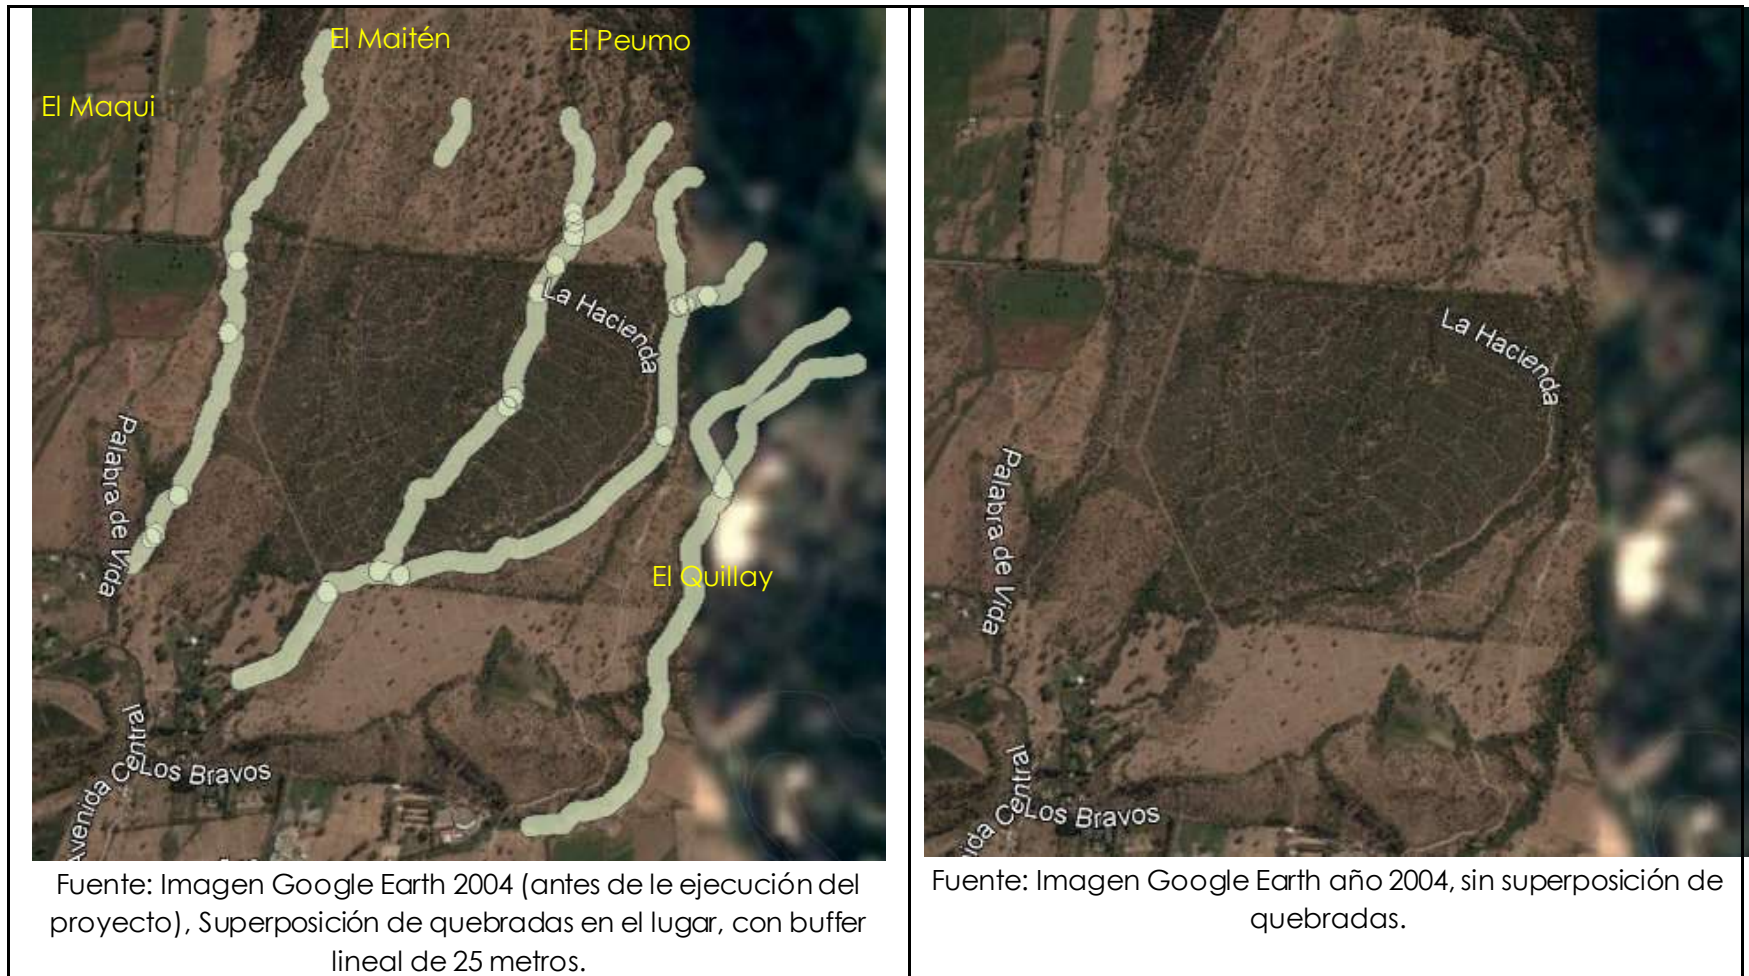 El Maitén
El Peumo
El Maqui
La Hacienda
Palabra de Vida
El Quillay
Avenida Central
Los Bravos
Fuente: Imagen Google Earth 2004 (antes de le ejecución del
proyecto), Superposición de quebradas en el lugar, con buffer
lineal de 25 metros.
La Hacienda
Palabra de Vida
ida Central
Los Bravos
Fuente: Imagen Google Earth año 2004, sin superposición de
quebradas.